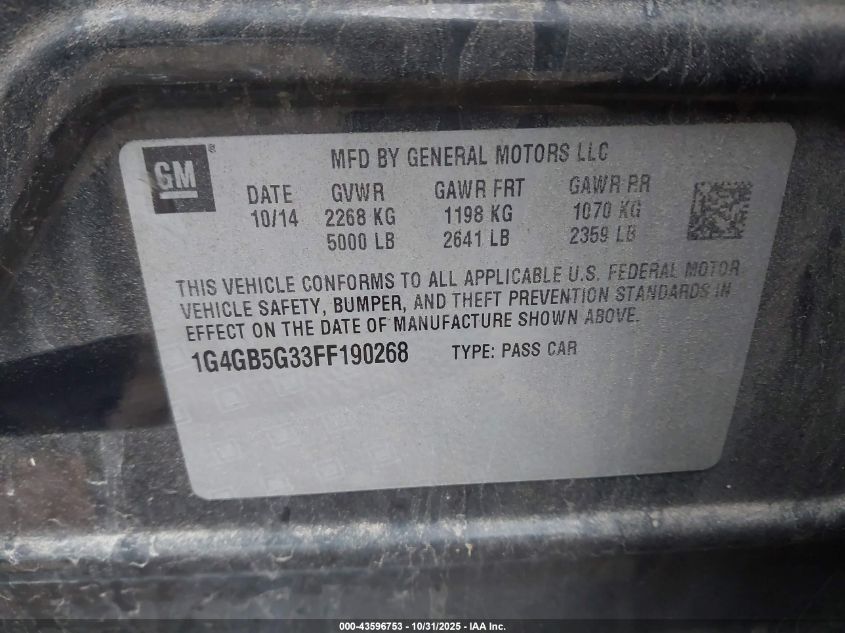 GM®
MFD BY GENERAL MOTORS LLC
DATE GVWR GAWR FRT GAWR RR
10/14 2268 KG 1198 KG 1070 KG
5000 LB 2641 LB 2359 LB
THIS VEHICLE CONFORMS TO ALL APPLICABLE U.S. FEDERAL MOTOR
VEHICLE SAFETY, BUMPER, AND THEFT PREVENTION STANDARDS IN
EFFECT ON THE DATE OF MANUFACTURE SHOWN ABOVE.
1G4GB5G33FF190268 TYPE: PASS CAR
000-43596753 - 10/31/2025 - IAA Inc.